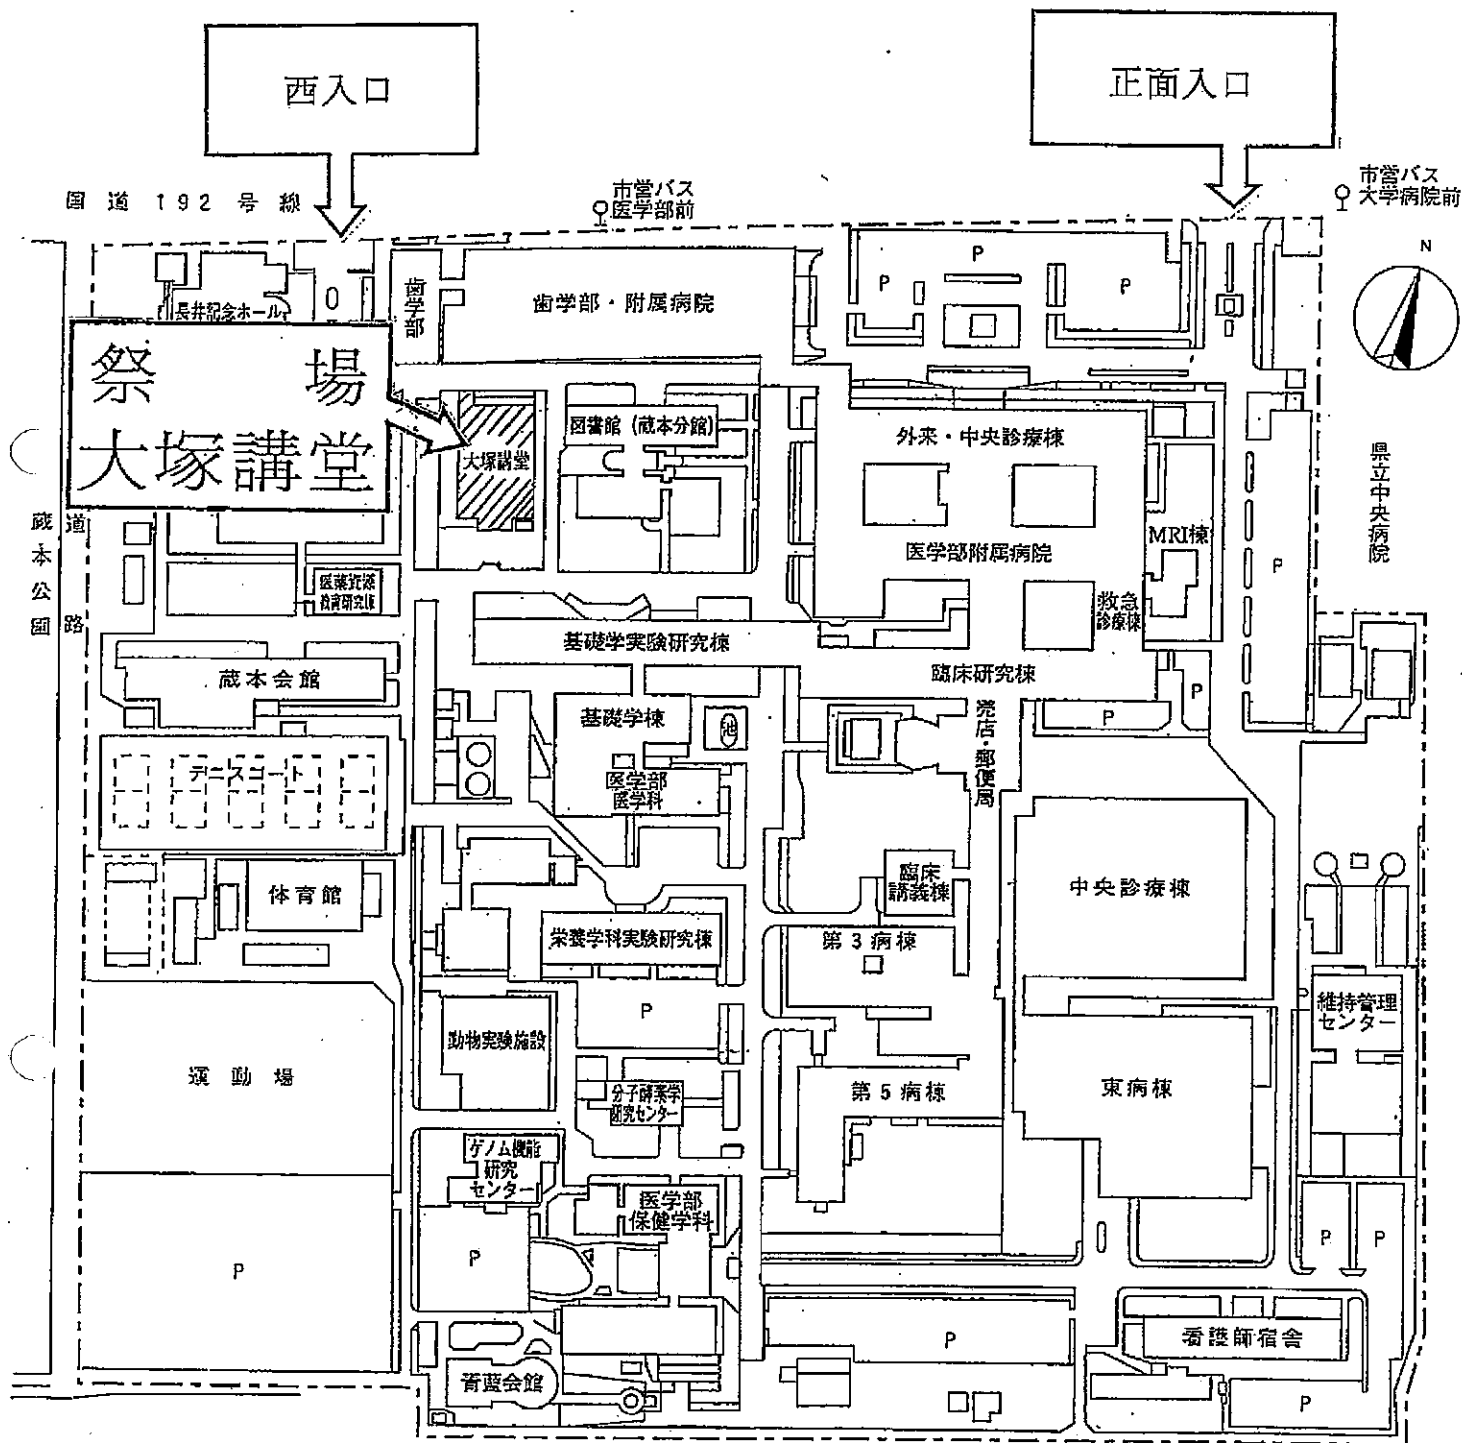 西入口
正面入口
国道192号線
市営バス
医学部前
市営バス
大学病院前
N
長井記念ホール
歯学部
歯学部・附属病院
P
P
P
祭場
大塚講堂
大塚講堂
図書館(蔵本分館)
外来・中央診療棟
医学部附属病院
MRI棟
救急
診療棟
P
県立中央病院
蔵本公園
道路
医薬資源
教育研究棟
基礎学実験研究棟
臨床研究棟
蔵本会館
基礎学棟
池
売店・郵便局
P
P
テニスコート
医学部
医学科
体育館
臨床
講義棟
中央診療棟
栄養学科実験研究棟
第3病棟
P
維持管理
センター
動物実験施設
運動場
分子酵素学
研究センター
第5病棟
東病棟
ゲノム機能
研究
センター
医学部
保健学科
P
P
P
P
P
看護師宿舎
青藍会館
P